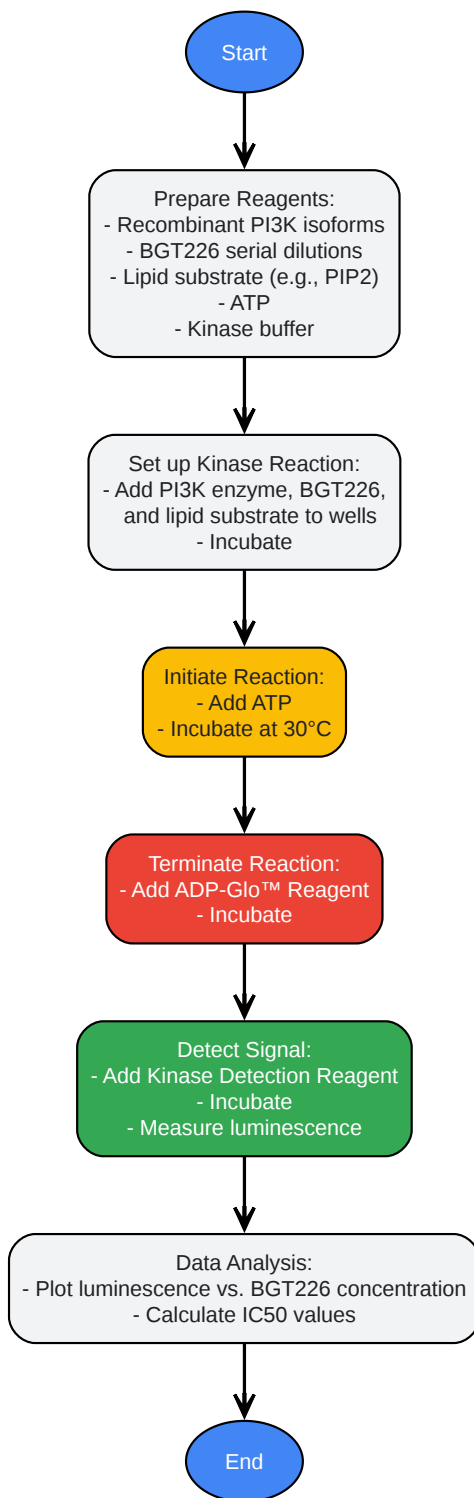 Start
Prepare Reagents:
- Recombinant PI3K isoforms
- BGT226 serial dilutions
- Lipid substrate (e.g., PIP2)
- ATP
- Kinase buffer
Set up Kinase Reaction:
- Add PI3K enzyme, BGT226,
and lipid substrate to wells
- Incubate
Initiate Reaction:
- Add ATP
- Incubate at 30°C
Terminate Reaction:
- Add ADP-Glo™ Reagent
- Incubate
Detect Signal:
- Add Kinase Detection Reagent
- Incubate
- Measure luminescence
Data Analysis:
- Plot luminescence vs. BGT226 concentration
- Calculate IC50 values
End